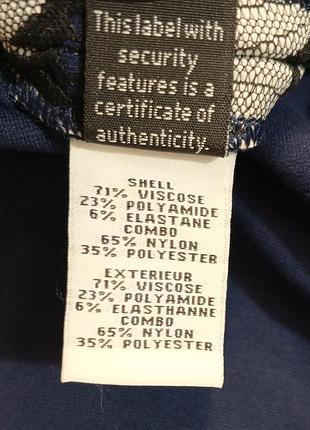 This label with
security
features is a
certificate of
authenticity.
SHELL
71% VISCOSE
23% POLYAMIDE
6% ELASTANE
COMBO
65% NYLON
35% POLYESTER
EXTERIEUR
71% VISCOSE
23% POLYAMIDE
6% ELASTHANNE
COMBO
65% NYLON
35% POLYESTER